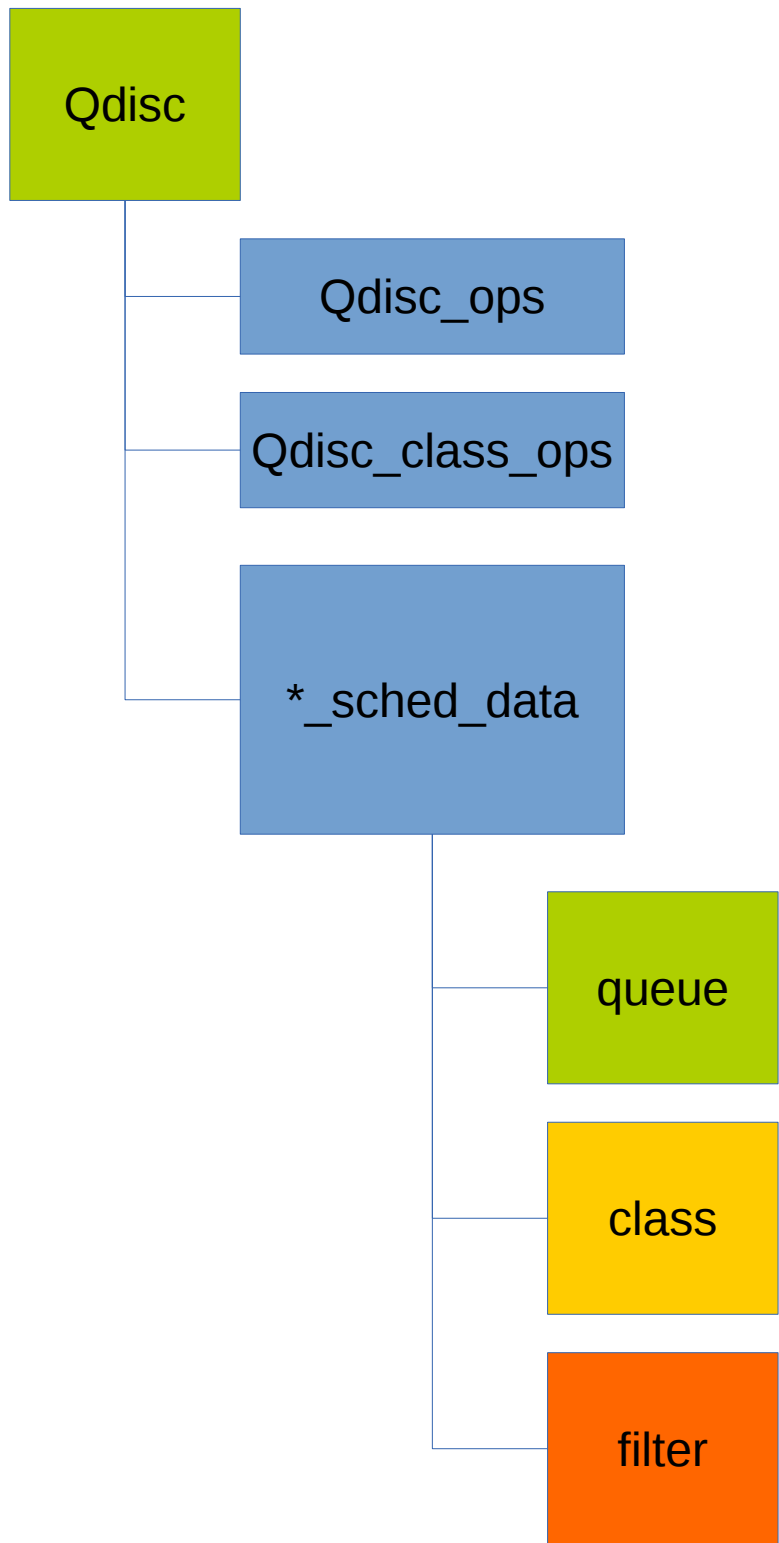 Qdisc
Qdisc_ops
Qdisc_class_ops
*_sched_data
queue
class
filter